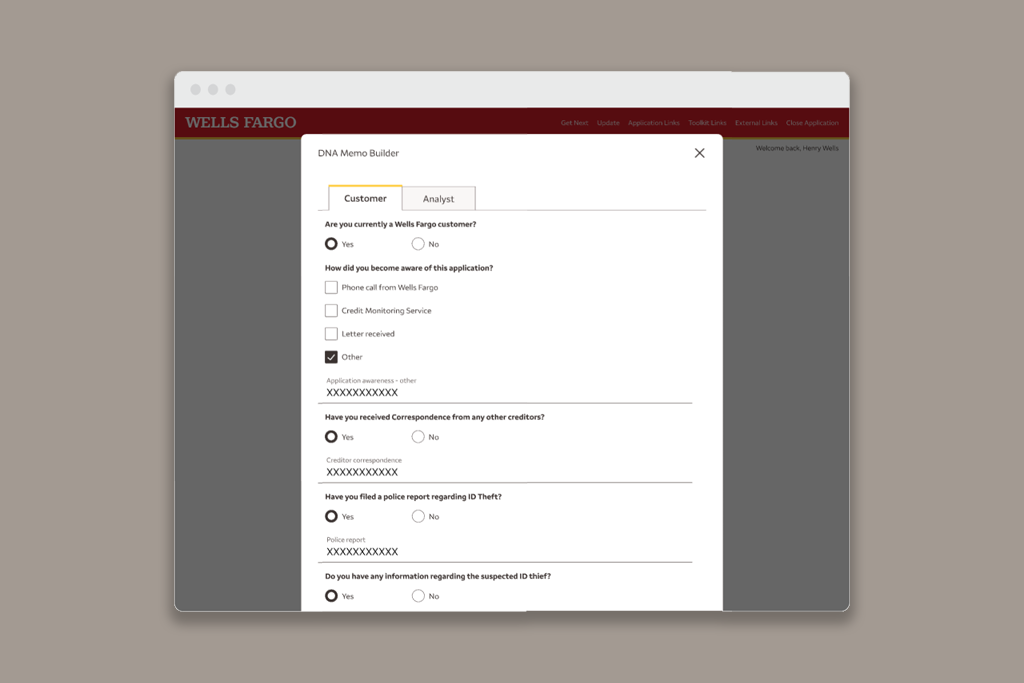 WELLS FARGO
Get Next Update Application Links Toolkit Links External Links Close Application
Welcome back, Henry Wells
DNA Memo Builder
Customer Analyst
Are you currently a Wells Fargo customer?
Yes No
How did you become aware of this application?
Phone call from Wells Fargo
Credit Monitoring Service
Letter received
Other
Application awareness - other
XXXXXXXXXXX
Have you received Correspondence from any other creditors?
Yes No
Creditor correspondence
XXXXXXXXXXX
Have you filed a police report regarding ID Theft?
Yes No
Police report
XXXXXXXXXXX
Do you have any information regarding the suspected ID thief?
Yes No